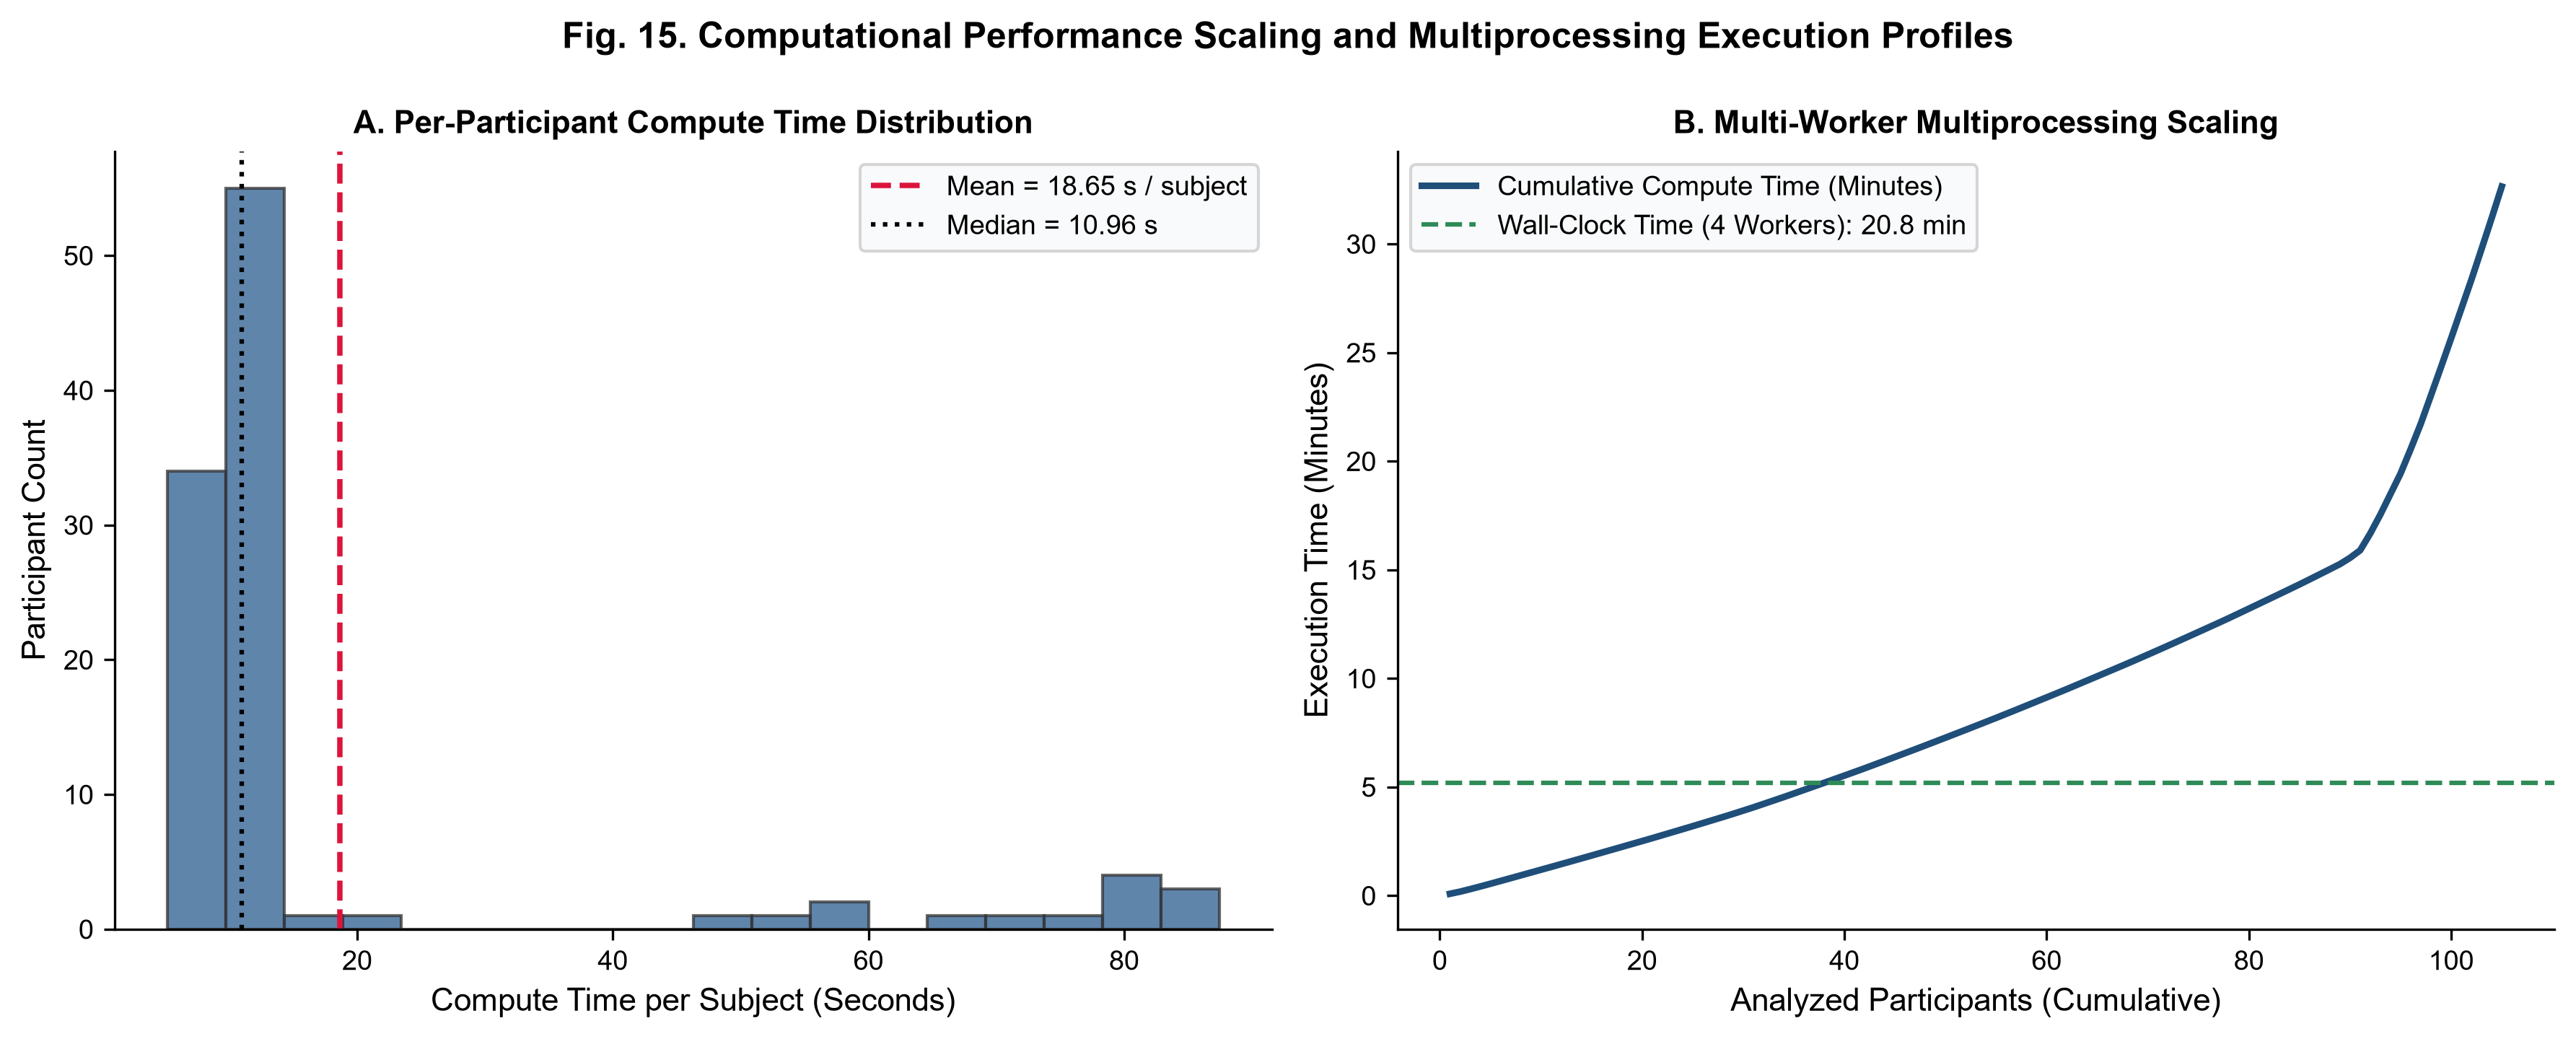 Fig. 15. Computational Performance Scaling and Multiprocessing Execution Profiles
A. Per-Participant Compute Time Distribution
Mean = 18.65 s / subject
Median = 10.96 s
Participant Count
50
40
30
20
10
0
20
40
60
80
Compute Time per Subject (Seconds)
B. Multi-Worker Multiprocessing Scaling
Cumulative Compute Time (Minutes)
Wall-Clock Time (4 Workers): 20.8 min
Execution Time (Minutes)
30
25
20
15
10
5
0
0
20
40
60
80
100
Analyzed Participants (Cumulative)